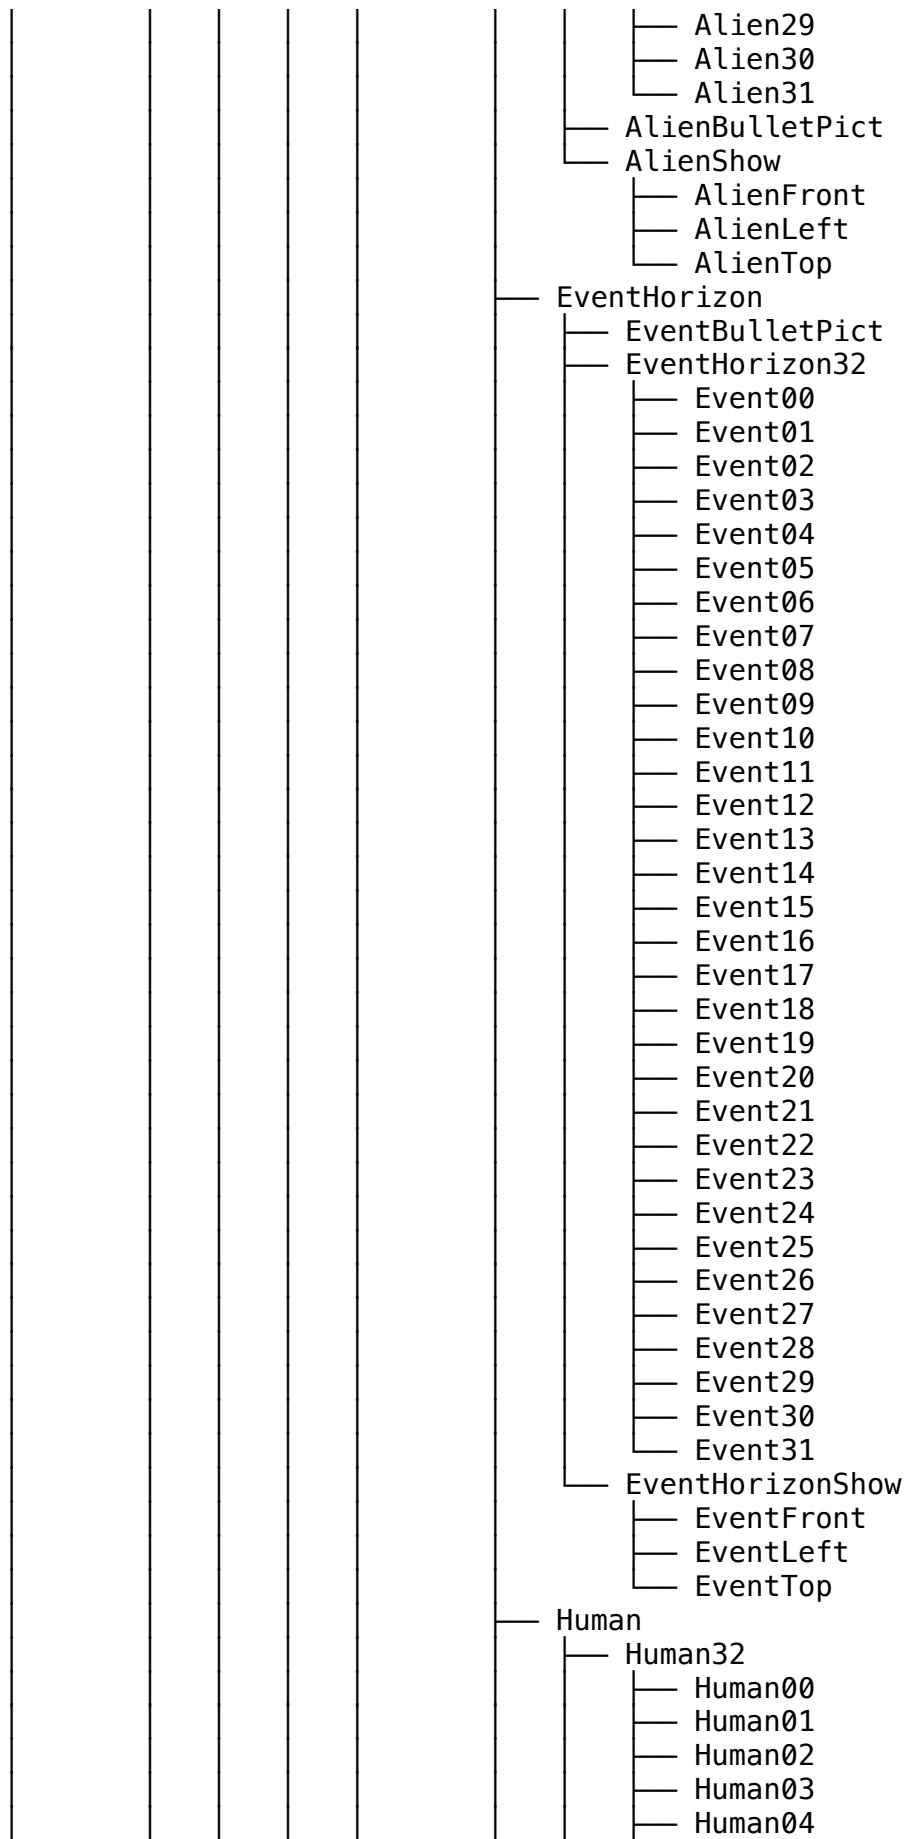 Alien29
Alien30
Alien31
AlienBulletPict
AlienShow
AlienFront
AlienLeft
AlienTop
EventHorizon
EventBulletPict
EventHorizon32
Event00
Event01
Event02
Event03
Event04
Event05
Event06
Event07
Event08
Event09
Event10
Event11
Event12
Event13
Event14
Event15
Event16
Event17
Event18
Event19
Event20
Event21
Event22
Event23
Event24
Event25
Event26
Event27
Event28
Event29
Event30
Event31
EventHorizonShow
EventFront
EventLeft
EventTop
Human
Human32
Human00
Human01
Human02
Human03
Human04